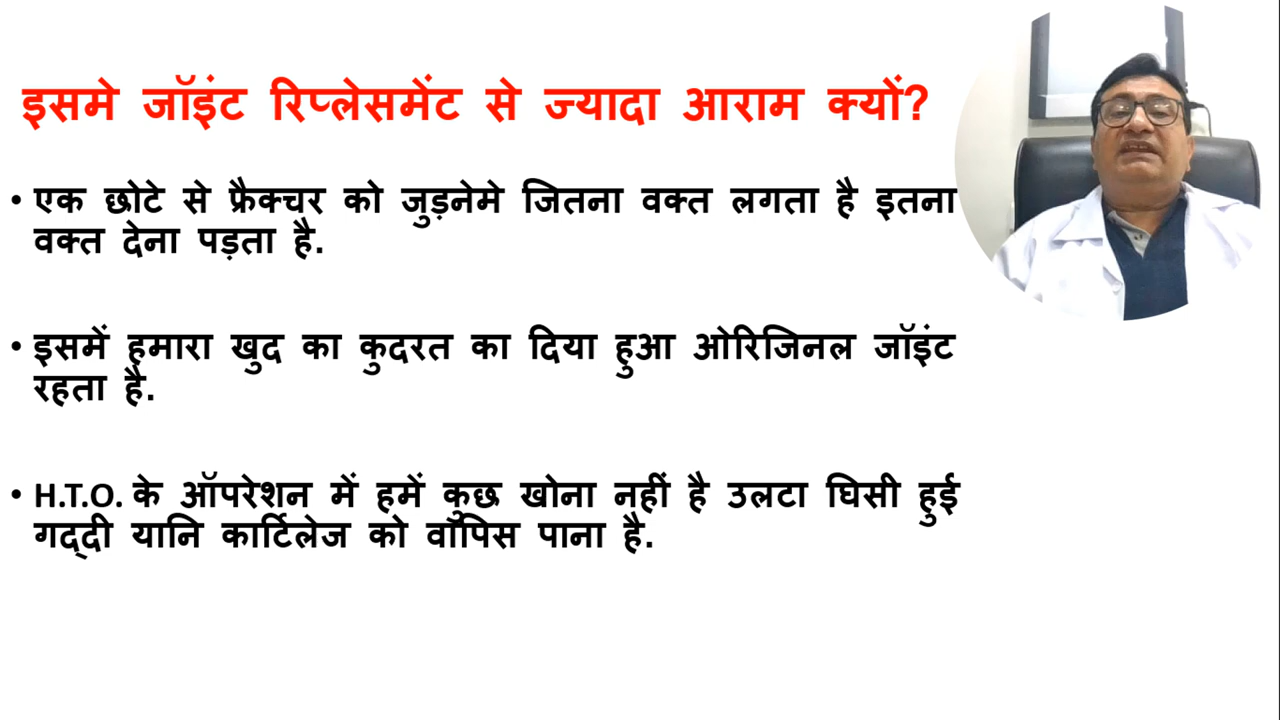 इसमे जॉइंट रिप्लेसमेंट से ज्यादा आराम क्यों?
• एक छोटे से फ्रैक्चर को जुड़नेमे जितना वक्त लगता है इतना
वक्त देना पड़ता है.
• इसमें हमारा खुद का कुदरत का दिया हुआ ओरिजिनल जॉइंट
रहता है.
• H.T.O. के ऑपरेशन में हमें कुछ खोना नहीं है उलटा घिसी हुई
गद्दी यानि कार्टिलेज को वापिस पाना है.